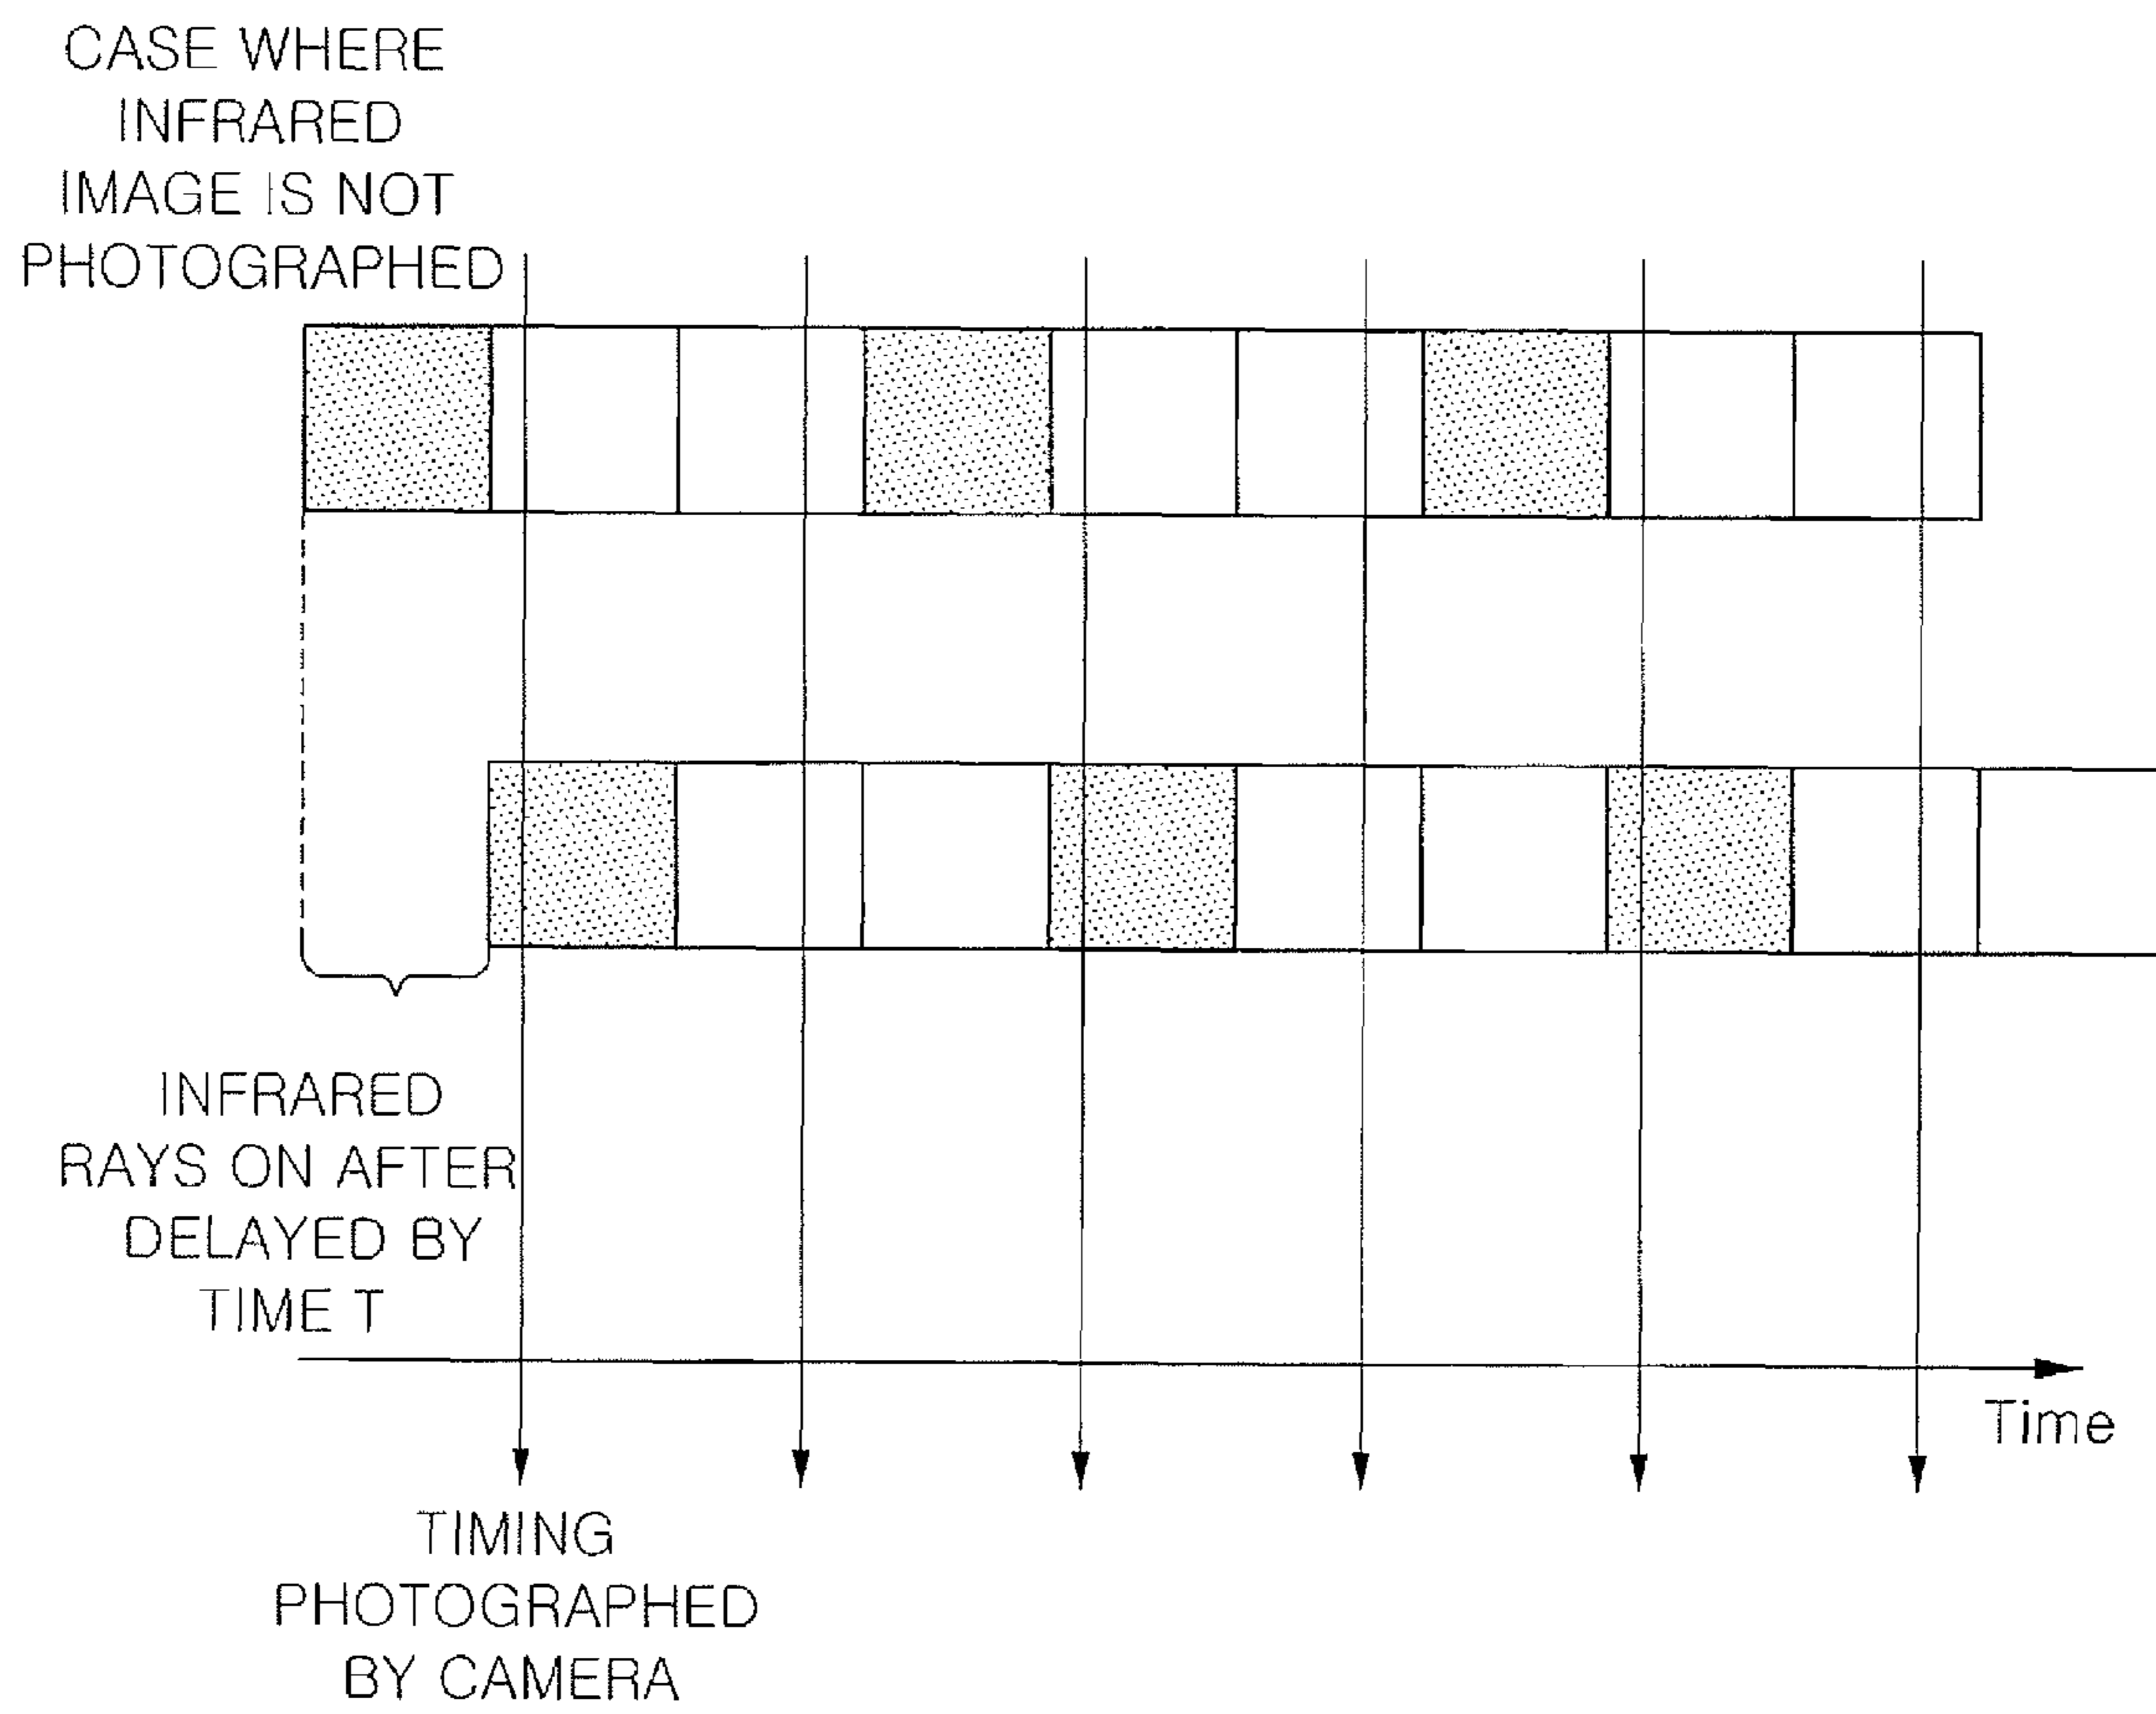 CASE WHERE
INFRARED
IMAGE IS NOT
PHOTOGRAPHED
INFRARED
RAYS ON AFTER
DELAYED BY
TIME T
Time
TIMING
PHOTOGRAPHED
BY CAMERA